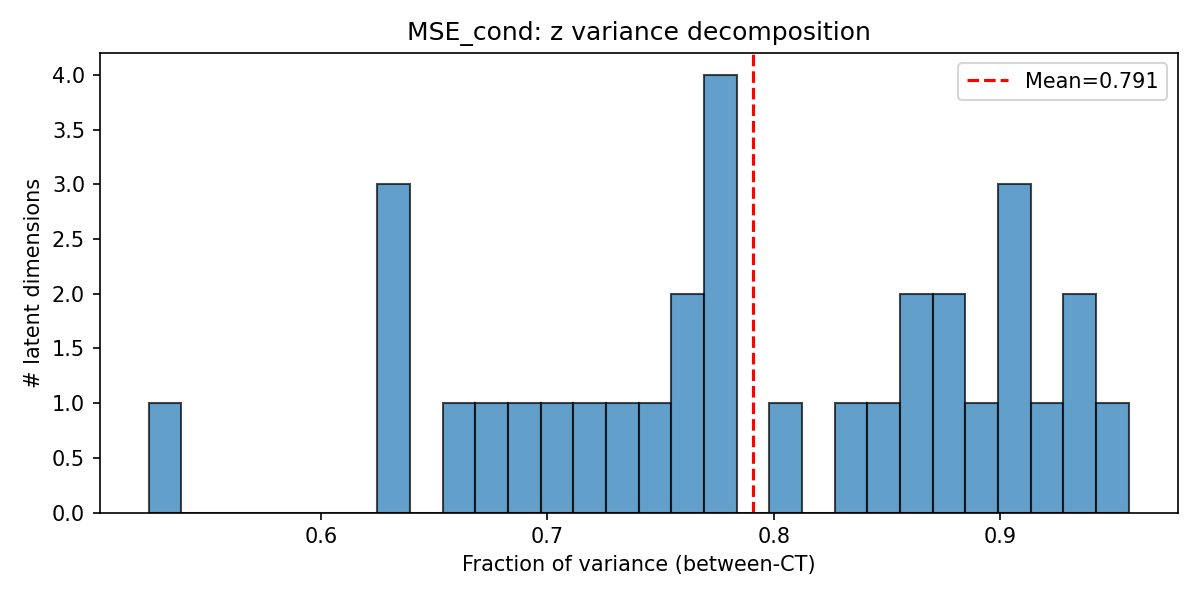 MSE_cond: z variance decomposition
Mean=0.791
# latent dimensions
4.0
3.5
3.0
2.5
2.0
1.5
1.0
0.5
0.0
0.6 0.7 0.8 0.9
Fraction of variance (between-CT)